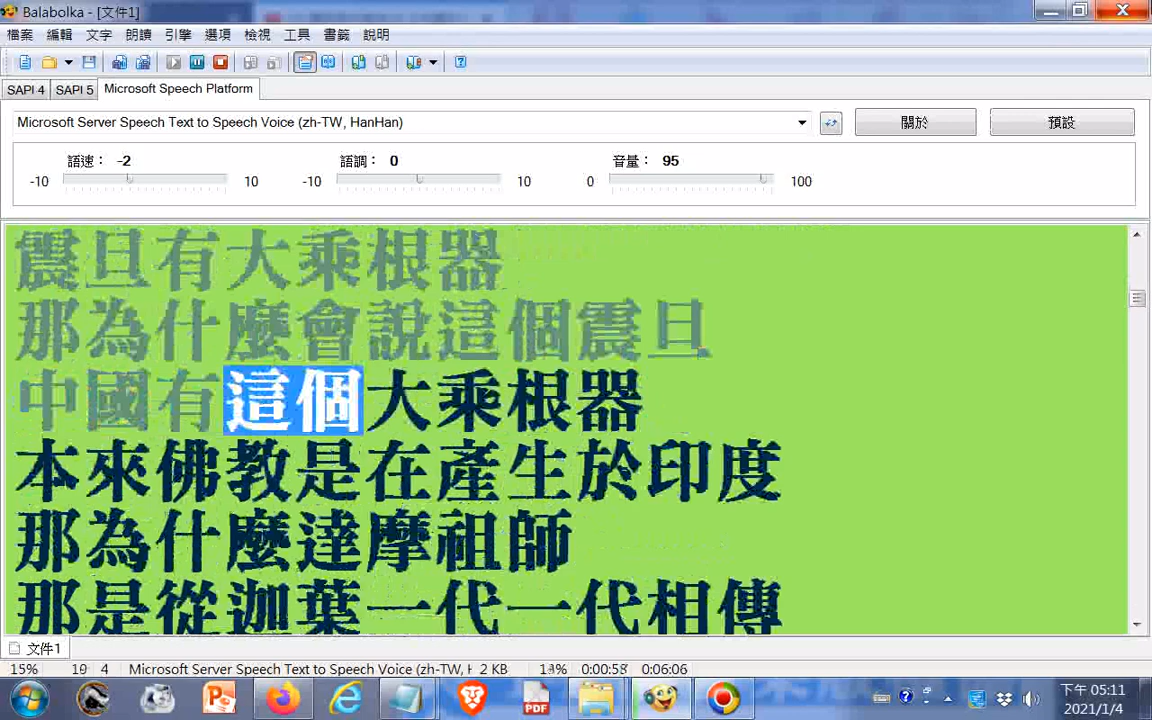 Balabolka - [文件1]
檔案 編輯 文字 朗讀 引擎 選項 檢視 工具 書籤 說明
SAPI 4 SAPI 5 Microsoft Speech Platform
Microsoft Server Speech Text to Speech Voice (zh-TW, HanHan) 關於 預設
語速： -2 語調： 0 音量： 95
-10 10 -10 10 0 100
震旦有大乘根器
那為什麼會說這個震旦
中國有這個大乘根器
本來佛教是在產生於印度
那為什麼達摩祖師
那是從迦葉一代一代相傳
文件1
15% 19 4 Microsoft Server Speech Text to Speech Voice (zh-TW, H 2 KB 0:00:58 0:06:06
PDF
下午 05:11
2021/1/4